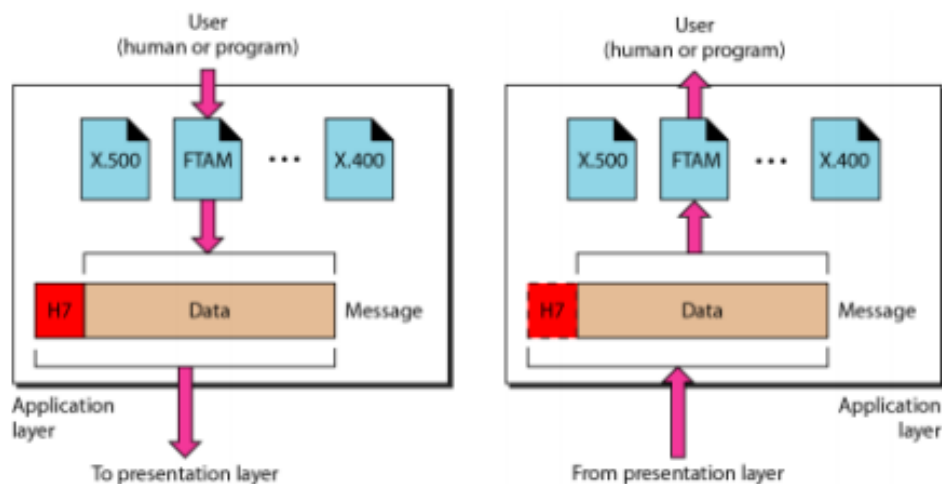 User
(human or program)
X.500
FTAM
...
X.400
H7
Data
Message
Application
layer
To presentation layer
User
(human or program)
X.500
FTAM
...
X.400
H7
Data
Message
Application
layer
From presentation layer